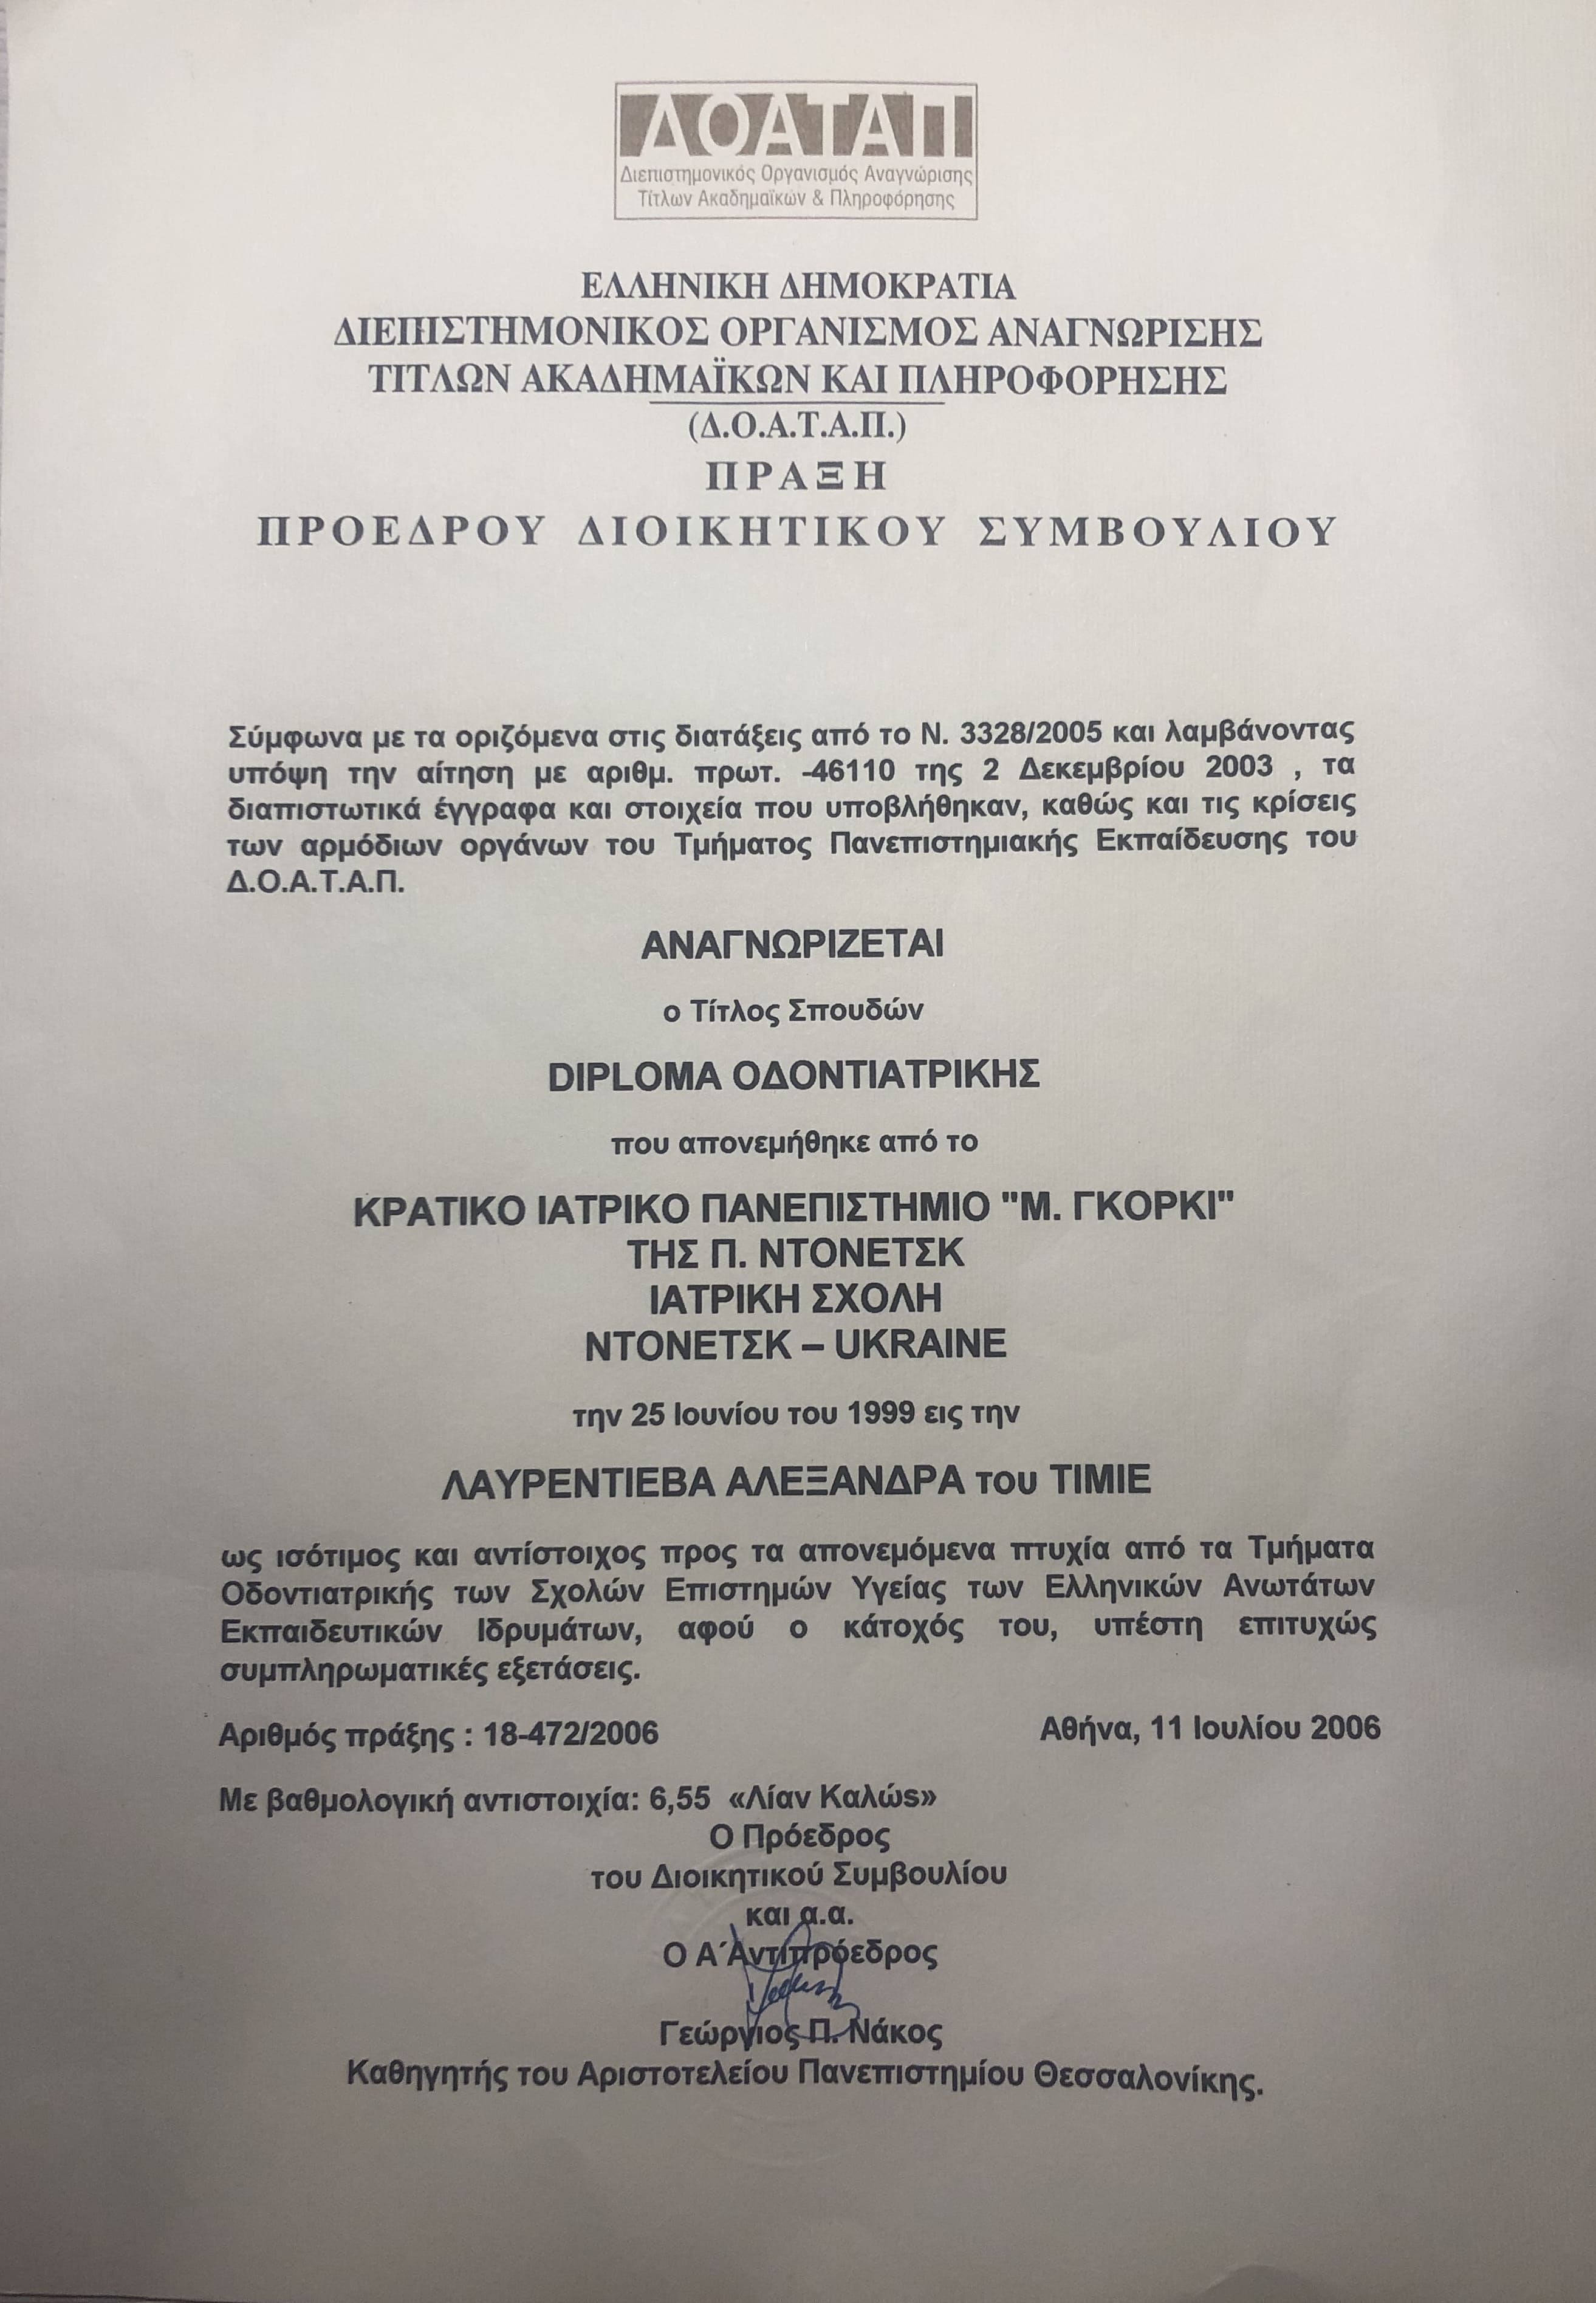 ΔΟΑΤΑΠ
Διεπιστημονικός Οργανισμός Αναγνώρισης
Τίτλων Ακαδημαϊκών & Πληροφόρησης
ΕΛΛΗΝΙΚΗ ΔΗΜΟΚΡΑΤΙΑ
ΔΙΕΠΙΣΤΗΜΟΝΙΚΟΣ ΟΡΓΑΝΙΣΜΟΣ ΑΝΑΓΝΩΡΙΣΗΣ
ΤΙΤΛΩΝ ΑΚΑΔΗΜΑΪΚΩΝ ΚΑΙ ΠΛΗΡΟΦΟΡΗΣΗΣ
(Δ.Ο.Α.Τ.Α.Π.)
ΠΡΑΞΗ
ΠΡΟΕΔΡΟΥ ΔΙΟΙΚΗΤΙΚΟΥ ΣΥΜΒΟΥΛΙΟΥ
Σύμφωνα με τα οριζόμενα στις διατάξεις από το Ν. 3328/2005 και λαμβάνοντας
υπόψη την αίτηση με αριθμ. πρωτ. -46110 της 2 Δεκεμβρίου 2003 , τα
διαπιστωτικά έγγραφα και στοιχεία που υποβλήθηκαν, καθώς και τις κρίσεις
των αρμόδιων οργάνων του Τμήματος Πανεπιστημιακής Εκπαίδευσης του
Δ.Ο.Α.Τ.Α.Π.
ΑΝΑΓΝΩΡΙΖΕΤΑΙ
ο Τίτλος Σπουδών
DIPLOMA ΟΔΟΝΤΙΑΤΡΙΚΗΣ
που απονεμήθηκε από το
ΚΡΑΤΙΚΟ ΙΑΤΡΙΚΟ ΠΑΝΕΠΙΣΤΗΜΙΟ "Μ. ΓΚΟΡΚΙ"
ΤΗΣ Π. ΝΤΟΝΕΤΣΚ
ΙΑΤΡΙΚΗ ΣΧΟΛΗ
ΝΤΟΝΕΤΣΚ – UKRAINE
την 25 Ιουνίου του 1999 εις την
ΛΑΥΡΕΝΤΙΕΒΑ ΑΛΕΞΑΝΔΡΑ του ΤΙΜΙΕ
ως ισότιμος και αντίστοιχος προς τα απονεμόμενα πτυχία από τα Τμήματα
Οδοντιατρικής των Σχολών Επιστημών Υγείας των Ελληνικών Ανωτάτων
Εκπαιδευτικών Ιδρυμάτων, αφού ο κάτοχός του, υπέστη επιτυχώς
συμπληρωματικές εξετάσεις.
Αριθμός πράξης : 18-472/2006 Αθήνα, 11 Ιουλίου 2006
Με βαθμολογική αντιστοιχία: 6,55 «Λίαν Καλώs»
Ο Πρόεδρος
του Διοικητικού Συμβουλίου
και α.α.
Ο Α΄Αντιπρόεδρος
Γεώργιος Π. Νάκος
Καθηγητής του Αριστοτελείου Πανεπιστημίου Θεσσαλονίκης.